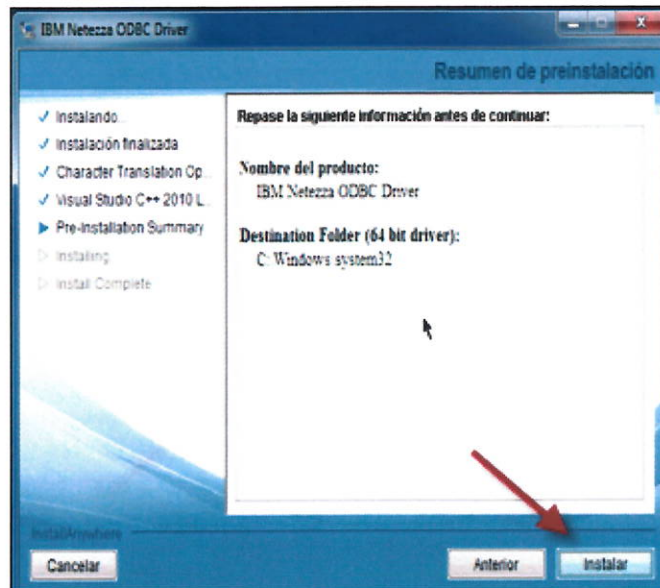 IBM Netezza ODBC Driver
Resumen de preinstalación
Instalando...
Instalación finalizada
Character Translation Op...
Visual Studio C++ 2010 L...
Pre-Installation Summary
Installing
Install Complete
Repase la siguiente información antes de continuar:
Nombre del producto:
IBM Netezza ODBC Driver
Destination Folder (64 bit driver):
C: Windows system32
InstallAnywhere
Cancelar
Anterior
Instalar